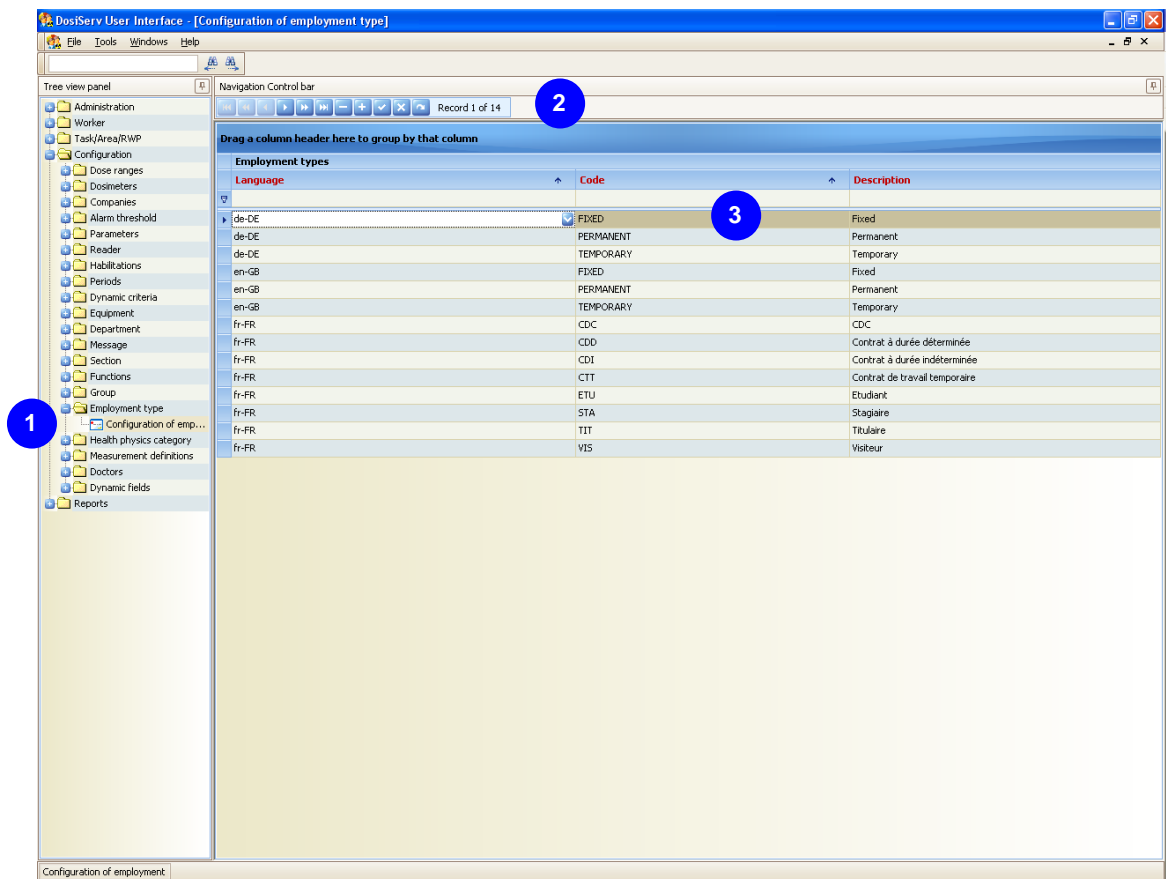 DosiServ User Interface - [Configuration of employment type]
File Tools Windows Help
Tree view panel
Navigation Control bar
Record 1 of 14
2
Administration
Worker
Task/Area/RWP
Configuration
Dose ranges
Dosimeters
Companies
Alarm threshold
Parameters
Reader
Habilitations
Periods
Dynamic criteria
Equipment
Department
Message
Section
Functions
Group
Employment type
1
Configuration of emp...
Health physics category
Measurement definitions
Doctors
Dynamic fields
Reports
Drag a column header here to group by that column
Employment types
Language Code Description
3
de-DE FIXED Fixed
de-DE PERMANENT Permanent
de-DE TEMPORARY Temporary
en-GB FIXED Fixed
en-GB PERMANENT Permanent
en-GB TEMPORARY Temporary
fr-FR CDC CDC
fr-FR CDD Contrat à durée déterminée
fr-FR CDI Contrat à durée indéterminée
fr-FR CTT Contrat de travail temporaire
fr-FR ETU Etudiant
fr-FR STA Stagiaire
fr-FR TIT Titulaire
fr-FR VIS Visiteur
Configuration of employment